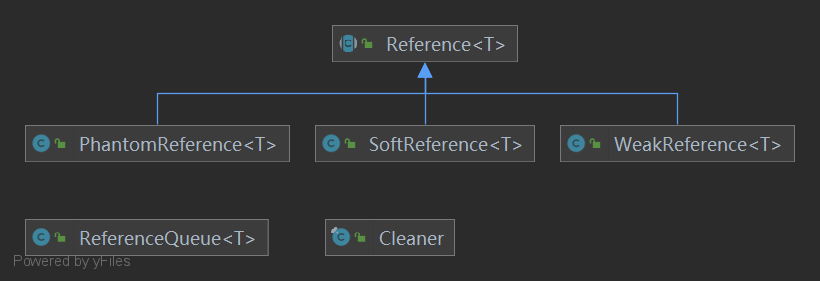 Reference<T>
PhantomReference<T>
SoftReference<T>
WeakReference<T>
ReferenceQueue<T>
Cleaner
Powered by yFiles